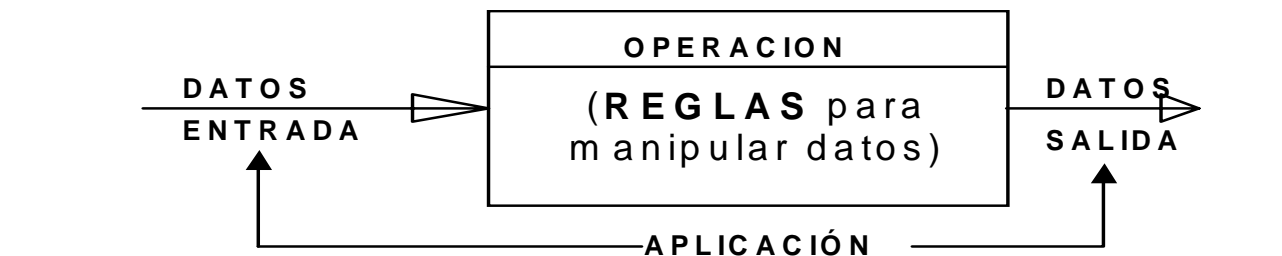 OPERACION
DATOS
ENTRADA
(REGLAS para
manipular datos)
DATOS
SALIDA
APLICACIÓN